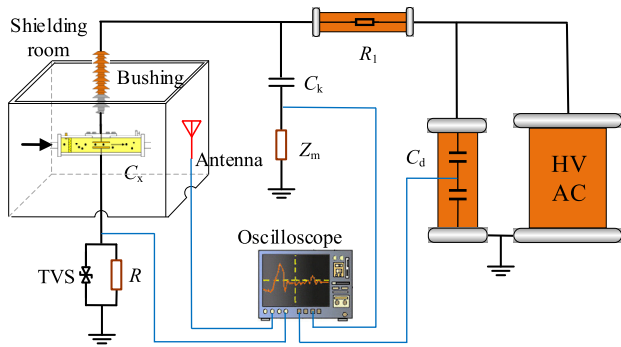 Shielding
room
Bushing
Antenna
Cx
TVS
R
Oscilloscope
Ck
Zm
R1
Cd
HV
AC